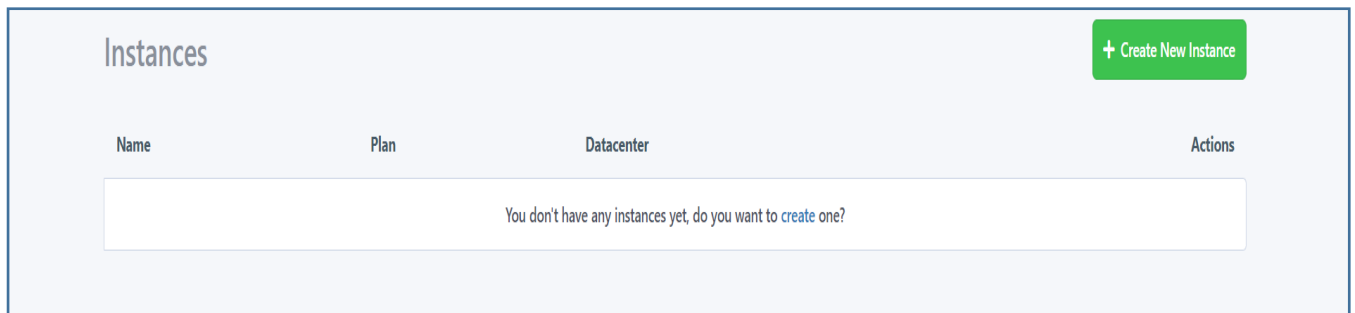 Instances
+ Create New Instance
Name Plan Datacenter Actions
You don't have any instances yet, do you want to create one?